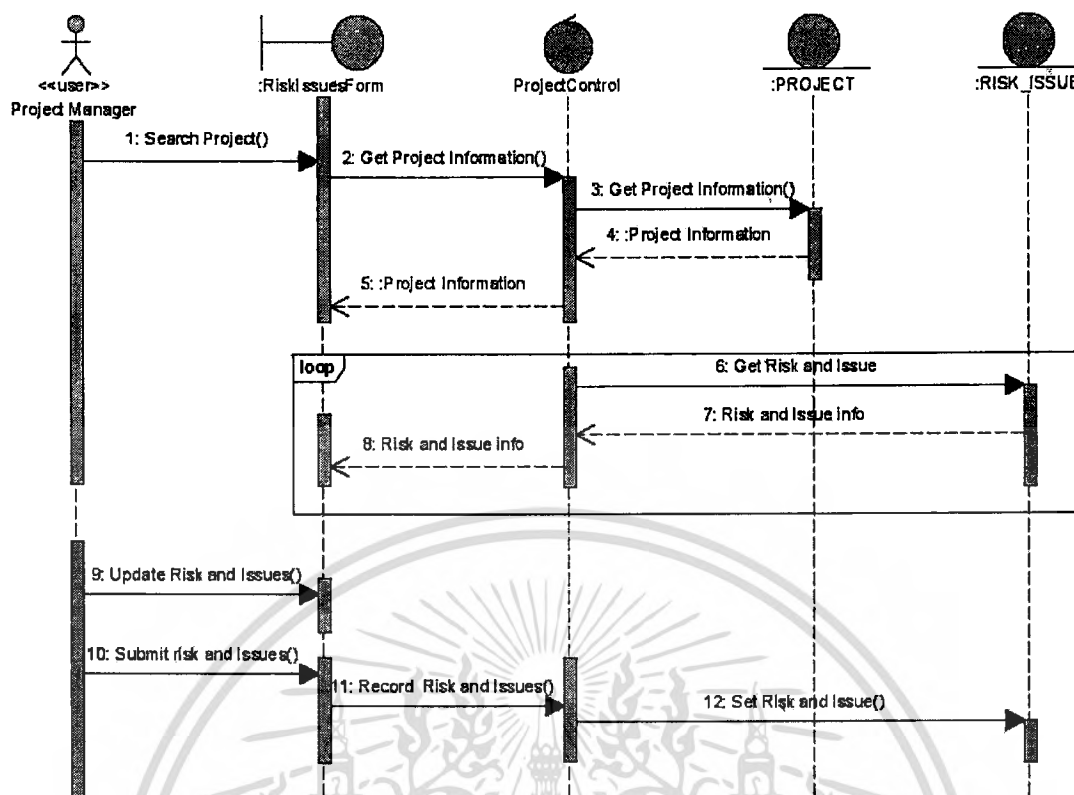 <<user>>
Project Manager
:RiskIssuesForm
ProjectControl
:PROJECT
:RISK_ISSUE
1: Search Project()
2: Get Project Information()
3: Get Project Information()
4: :Project Information
5: :Project Information
loop
6: Get Risk and Issue
7: Risk and Issue info
8: Risk and Issue info
9: Update Risk and Issues()
10: Submit risk and Issues()
11: Record Risk and Issues()
12: Set Risk and Issue()